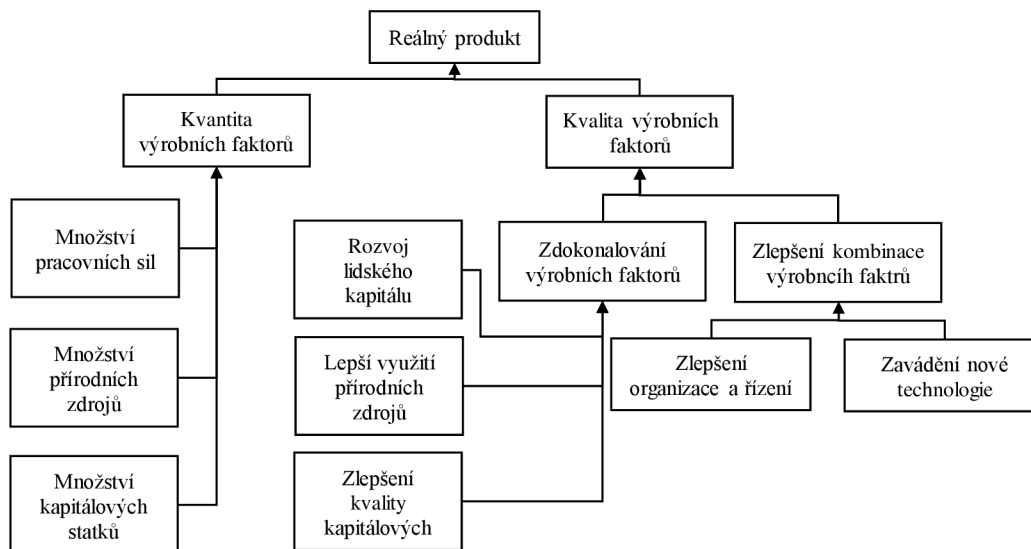 Reálný produkt
Kvantita
výrobních faktorů
Kvalita výrobních
faktorů
Množství
pracovních sil
Rozvoj
lidského
kapitálu
Zdokonalování
výrobních faktorů
Zlepšení kombinace
výrobncíh faktrů
Množství
přírodních
zdrojů
Lepší využití
přírodních
zdrojů
Zlepšení
organizace a řízení
Zavádění nové
technologie
Množství
kapitálových
statků
Zlepšení
kvality
kapitálových